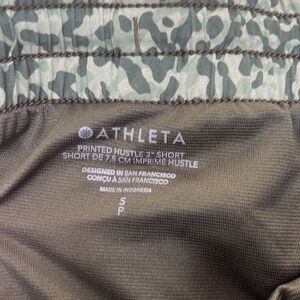 ATHLETA
PRINTED HUSTLE 3" SHORT
SHORT DE 7,6 CM IMPRIMÉ HUSTLE
DESIGNED IN SAN FRANCISCO
CONÇU À SAN FRANCISCO
MADE IN INDONESIA
S
P